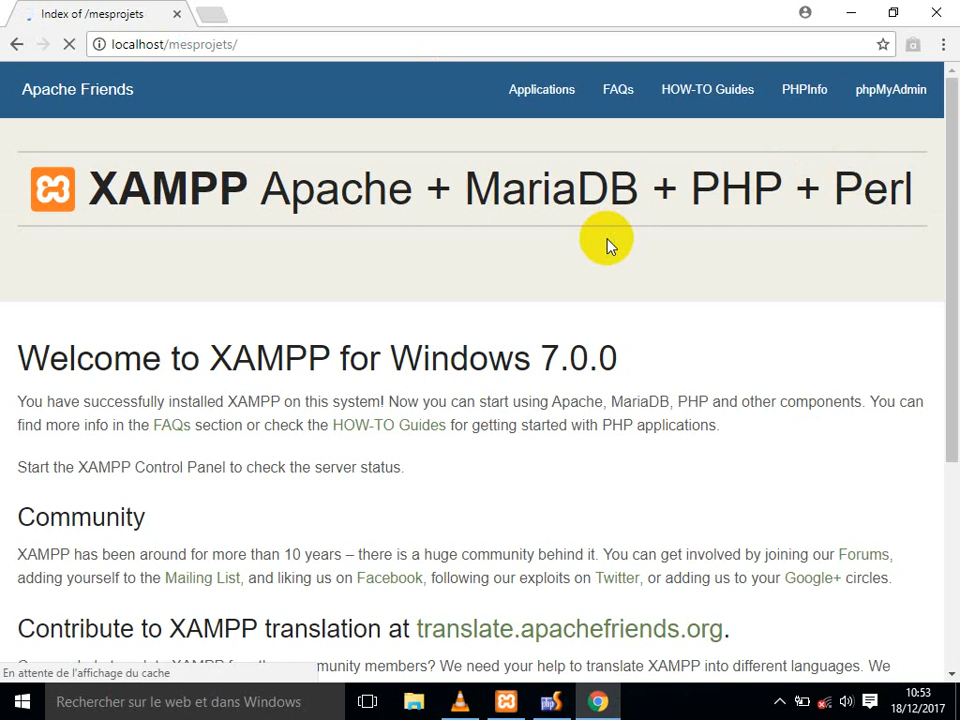 Index of /mesprojets
localhost/mesprojets/
Apache Friends
Applications FAQs HOW-TO Guides PHPInfo phpMyAdmin
XAMPP Apache + MariaDB + PHP + Perl
Welcome to XAMPP for Windows 7.0.0
You have successfully installed XAMPP on this system! Now you can start using Apache, MariaDB, PHP and other components. You can
find more info in the FAQs section or check the HOW-TO Guides for getting started with PHP applications.
Start the XAMPP Control Panel to check the server status.
Community
XAMPP has been around for more than 10 years – there is a huge community behind it. You can get involved by joining our Forums,
adding yourself to the Mailing List, and liking us on Facebook, following our exploits on Twitter, or adding us to your Google+ circles.
Contribute to XAMPP translation at translate.apachefriends.org.
community members? We need your help to translate XAMPP into different languages. We
En attente de l'affichage du cache
Rechercher sur le web et dans Windows
10:53
18/12/2017